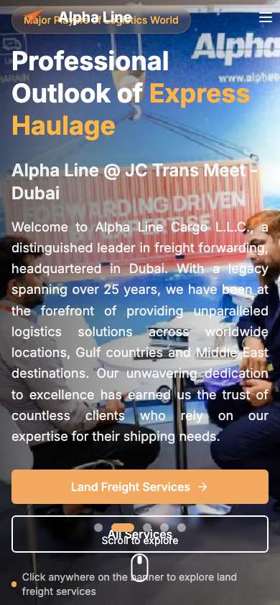 Major Player in Logistics World
Alpha Line
Professional
Outlook of Express
Haulage
Alpha Line @ JC Trans Meet -
Dubai
Welcome to Alpha Line Cargo L.L.C., a
distinguished leader in freight forwarding,
headquartered in Dubai. With a legacy
spanning over 25 years, we have been at
the forefront of providing unparalleled
logistics solutions across worldwide
locations, Gulf countries and Middle East
destinations. Our unwavering dedication
to excellence has earned us the trust of
countless clients who rely on our
expertise for their shipping needs.
Land Freight Services →
All Services
Scroll to explore
Click anywhere on the banner to explore land
freight services
Alpha
www.alphe
FORWARDING DRIVEN